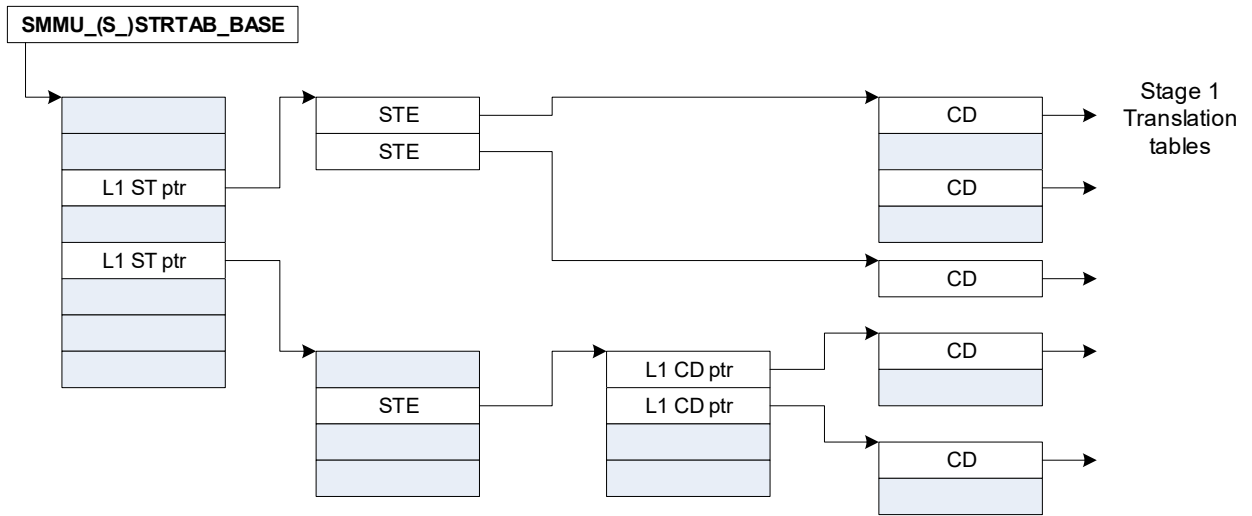 SMMU_(S_)STRTAB_BASE
STE
CD
Stage 1
Translation
tables
STE
L1 ST ptr
CD
L1 ST ptr
CD
L1 CD ptr
CD
STE
L1 CD ptr
CD